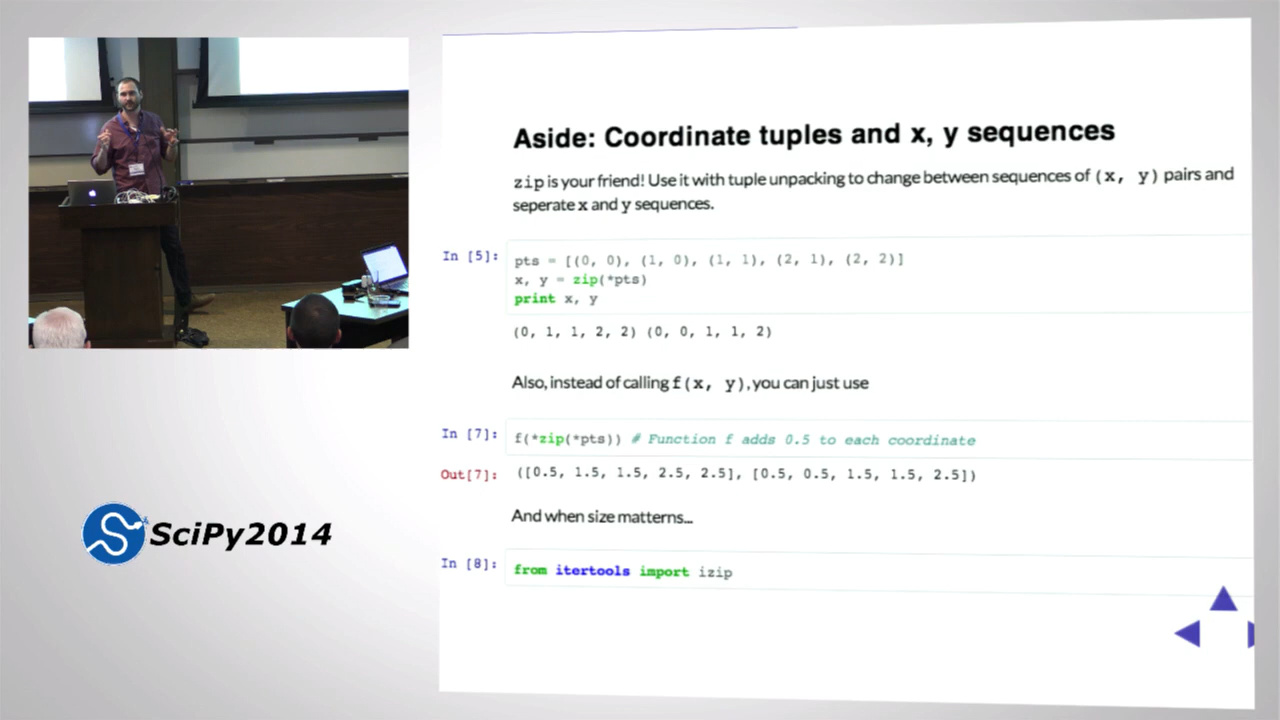 Aside: Coordinate tuples and x, y sequences
zip is your friend! Use it with tuple unpacking to change between sequences of (x, y) pairs and
seperate x and y sequences.
In [5]:
pts = [(0, 0), (1, 0), (1, 1), (2, 1), (2, 2)]
x, y = zip(*pts)
print x, y
(0, 1, 1, 2, 2) (0, 0, 1, 1, 2)
Also, instead of calling f(x, y), you can just use
In [7]:
f(*zip(*pts)) # Function f adds 0.5 to each coordinate
Out[7]:
([0.5, 1.5, 1.5, 2.5, 2.5], [0.5, 0.5, 1.5, 1.5, 2.5])
And when size matterns...
In [8]:
from itertools import izip
SciPy2014